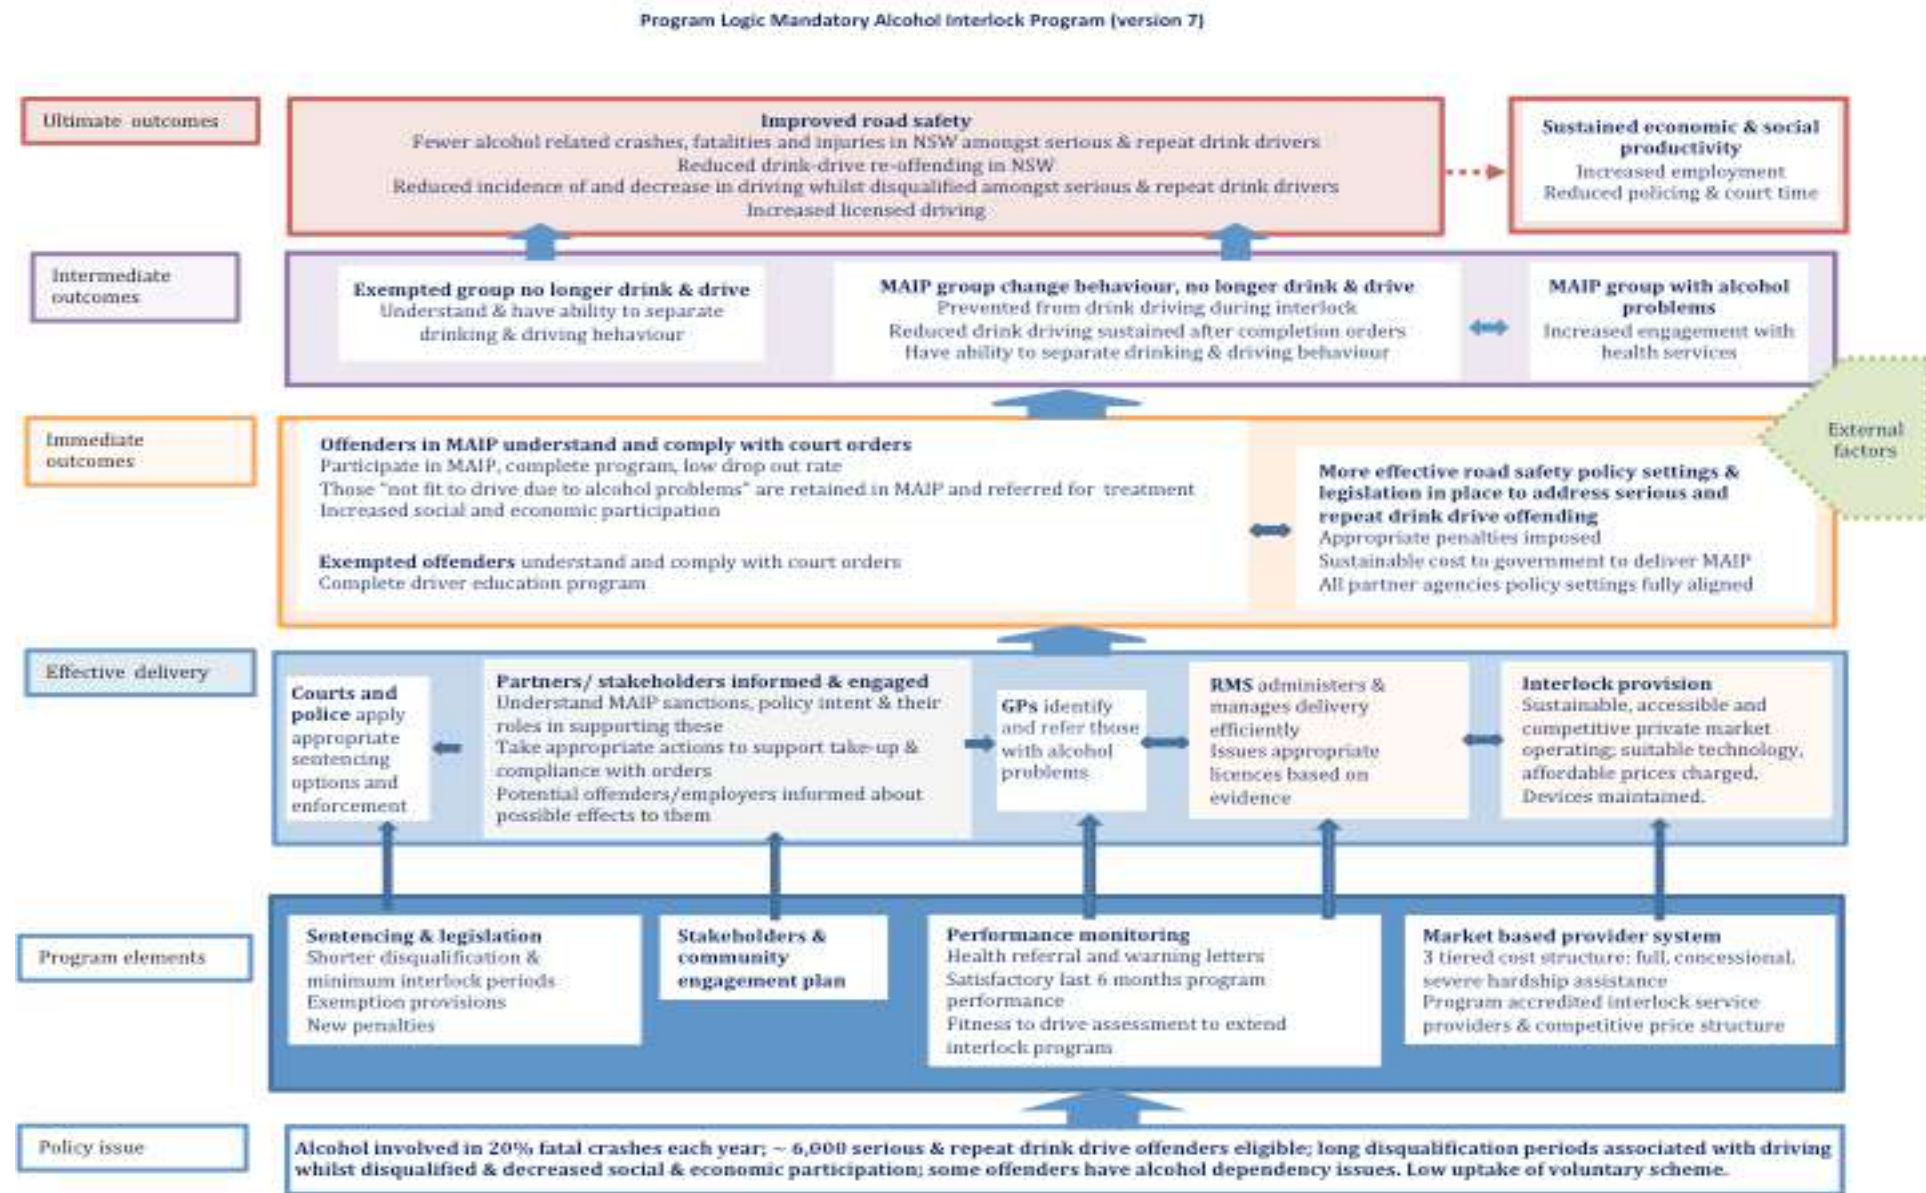 Program Logic Mandatory Alcohol Interlock Program (version 7)
Ultimate outcomes
Improved road safety
Fewer alcohol related crashes, fatalities and injuries in NSW amongst serious & repeat drink drivers
Reduced drink-drive re-offending in NSW
Reduced incidence of and decrease in driving whilst disqualified amongst serious & repeat drink drivers
Increased licensed driving
Sustained economic & social
productivity
Increased employment
Reduced policing & court time
Intermediate
outcomes
Exempted group no longer drink & drive
Understand & have ability to separate
drinking & driving behaviour
MAIP group change behaviour, no longer drink & drive
Prevented from drink driving during interlock
Reduced drink driving sustained after completion orders
Have ability to separate drinking & driving behaviour
MAIP group with alcohol
problems
Increased engagement with
health services
External
factors
Immediate
outcomes
Offenders in MAIP understand and comply with court orders
Participate in MAIP, complete program, low drop out rate
Those "not fit to drive due to alcohol problems" are retained in MAIP and referred for treatment
Increased social and economic participation
Exempted offenders understand and comply with court orders
Complete driver education program
More effective road safety policy settings &
legislation in place to address serious and
repeat drink drive offending
Appropriate penalties imposed
Sustainable cost to government to deliver MAIP
All partner agencies policy settings fully aligned
Effective delivery
Courts and
police apply
appropriate
sentencing
options and
enforcement
Partners/ stakeholders informed & engaged
Understand MAIP sanctions, policy intent & their
roles in supporting these
Take appropriate actions to support take-up &
compliance with orders
Potential offenders/employers informed about
possible effects to them
GPs identify
and refer those
with alcohol
problems
RMS administers &
manages delivery
efficiently
Issues appropriate
licences based on
evidence
Interlock provision
Sustainable, accessible and
competitive private market
operating; suitable technology,
affordable prices charged.
Devices maintained.
Program elements
Sentencing & legislation
Shorter disqualification &
minimum interlock periods
Exemption provisions
New penalties
Stakeholders &
community
engagement plan
Performance monitoring
Health referral and warning letters
Satisfactory last 6 months program
performance
Fitness to drive assessment to extend
interlock program
Market based provider system
3 tiered cost structure: full, concessional,
severe hardship assistance
Program accredited interlock service
providers & competitive price structure
Policy issue
Alcohol involved in 20% fatal crashes each year; ~ 6,000 serious & repeat drink drive offenders eligible; long disqualification periods associated with driving
whilst disqualified & decreased social & economic participation; some offenders have alcohol dependency issues. Low uptake of voluntary scheme.